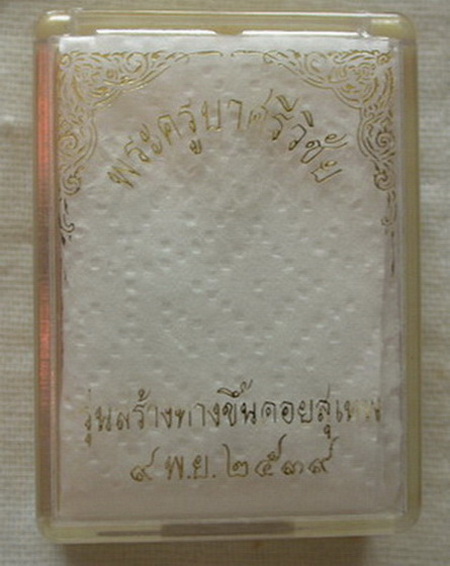 พระครูบาศรีวิชัย
รุ่นสร้างทางขึ้นดอยสุเทพ
๙ พ.ย. ๒๕๓๙